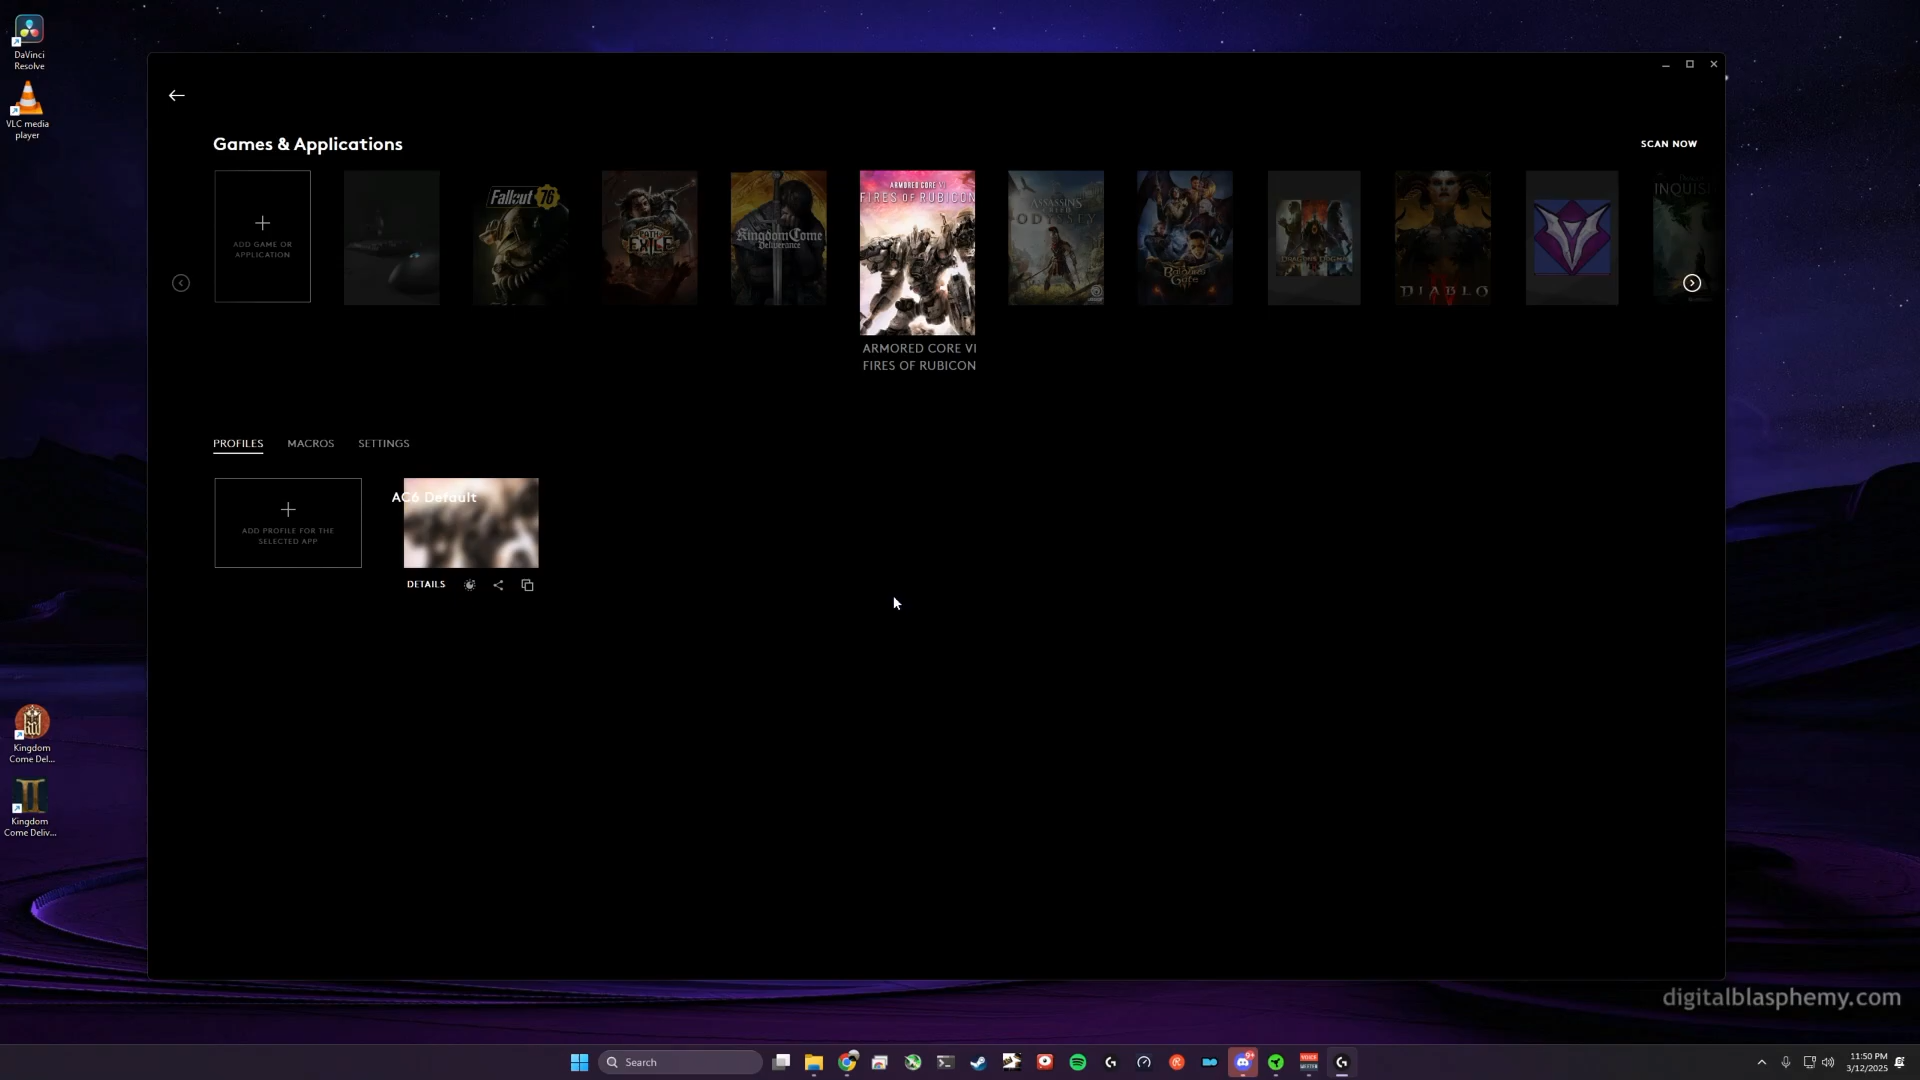 DaVinci
Resolve
VLC media
player
Games & Applications
SCAN NOW
ADD GAME OR
APPLICATION
Fallout 76
PATH
EXILE
Kingdom Come
Deliverance
ARMORED CORE VI
FIRES OF RUBICON
ASSASSIN'S
ODYSSEY
Baldur's
Gate
DRAGON'S DOGMA
DIABLO
INQUIS
ARMORED CORE VI
FIRES OF RUBICON
PROFILES
MACROS
SETTINGS
ADD PROFILE FOR THE
SELECTED APP
AC6 Default
DETAILS
Kingdom
Come Del...
Kingdom
Come Deliv...
digitalblasphemy.com
Search
11:50 PM
3/12/2025